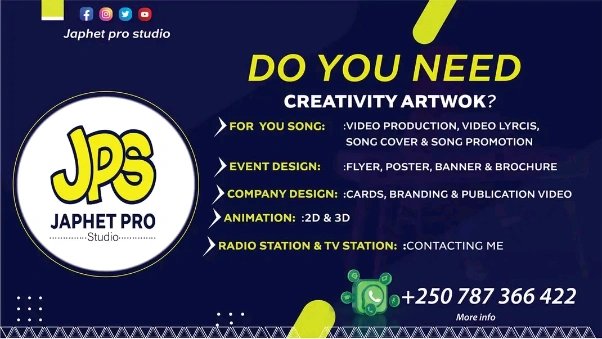 Japhet pro studio
DO YOU NEED
CREATIVITY ARTWOK?
FOR YOU SONG: :VIDEO PRODUCTION, VIDEO LYRCIS,
SONG COVER & SONG PROMOTION
EVENT DESIGN: :FLYER, POSTER, BANNER & BROCHURE
COMPANY DESIGN: :CARDS, BRANDING & PUBLICATION VIDEO
ANIMATION: :2D & 3D
RADIO STATION & TV STATION: :CONTACTING ME
JPS
JAPHET PRO
Studio
+250 787 366 422
More info